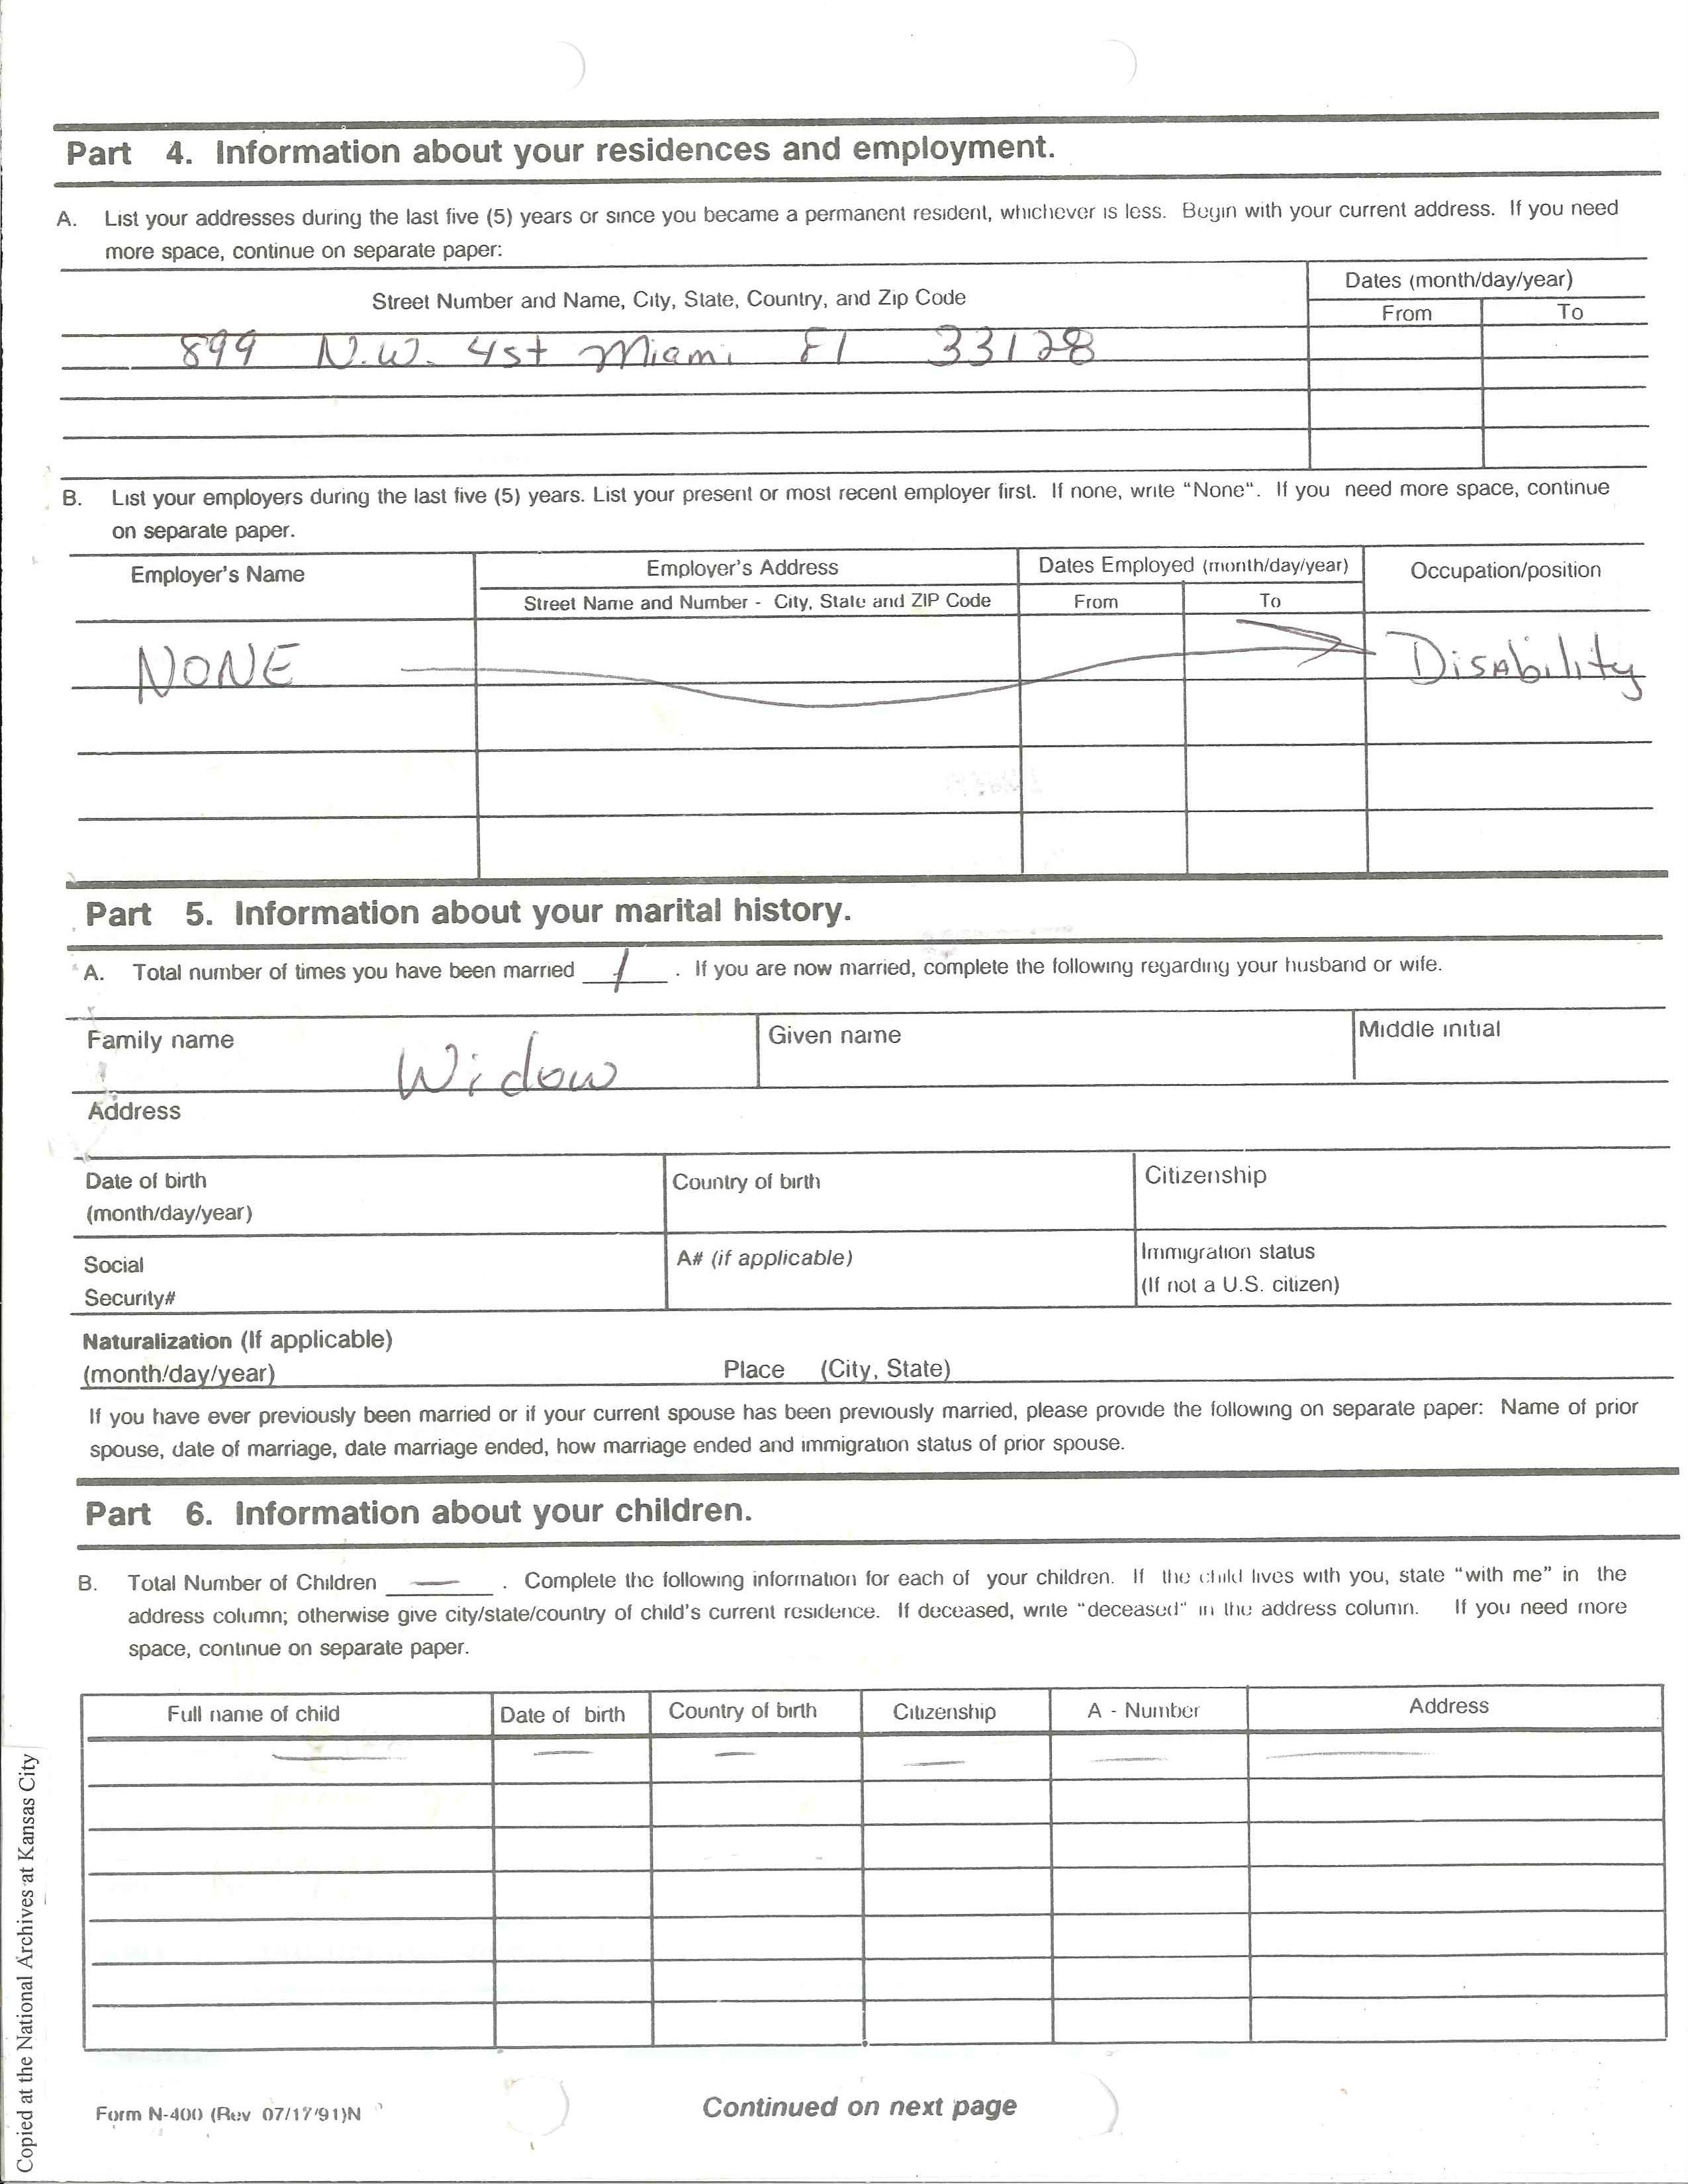 Part 4. Information about your residences and employment.
A. List your addresses during the last five (5) years or since you became a permanent resident, whichever is less. Begin with your current address. If you need
more space, continue on separate paper:
Street Number and Name, City, State, Country, and Zip Code
Dates (month/day/year)
From To
899 N.W. 4st Miami Fl 33128
B. List your employers during the last five (5) years. List your present or most recent employer first. If none, write "None". If you need more space, continue
on separate paper.
Employer's Name Employer's Address Dates Employed (month/day/year) Occupation/position
Street Name and Number - City, State and ZIP Code From To
NONE Disability
Part 5. Information about your marital history.
A. Total number of times you have been married 1 . If you are now married, complete the following regarding your husband or wife.
Family name Widow Given name Middle initial
Address
Date of birth Country of birth Citizenship
(month/day/year)
Social A# (if applicable) Immigration status
Security# (If not a U.S. citizen)
Naturalization (If applicable)
(month/day/year) Place (City, State)
If you have ever previously been married or if your current spouse has been previously married, please provide the following on separate paper: Name of prior
spouse, date of marriage, date marriage ended, how marriage ended and immigration status of prior spouse.
Part 6. Information about your children.
B. Total Number of Children — . Complete the following information for each of your children. If the child lives with you, state "with me" in the
address column; otherwise give city/state/country of child's current residence. If deceased, write "deceased" in the address column. If you need more
space, continue on separate paper.
Full name of child Date of birth Country of birth Citizenship A - Number Address
— — — — — —
Form N-400 (Rev 07/17/91)N Continued on next page
Copied at the National Archives at Kansas City